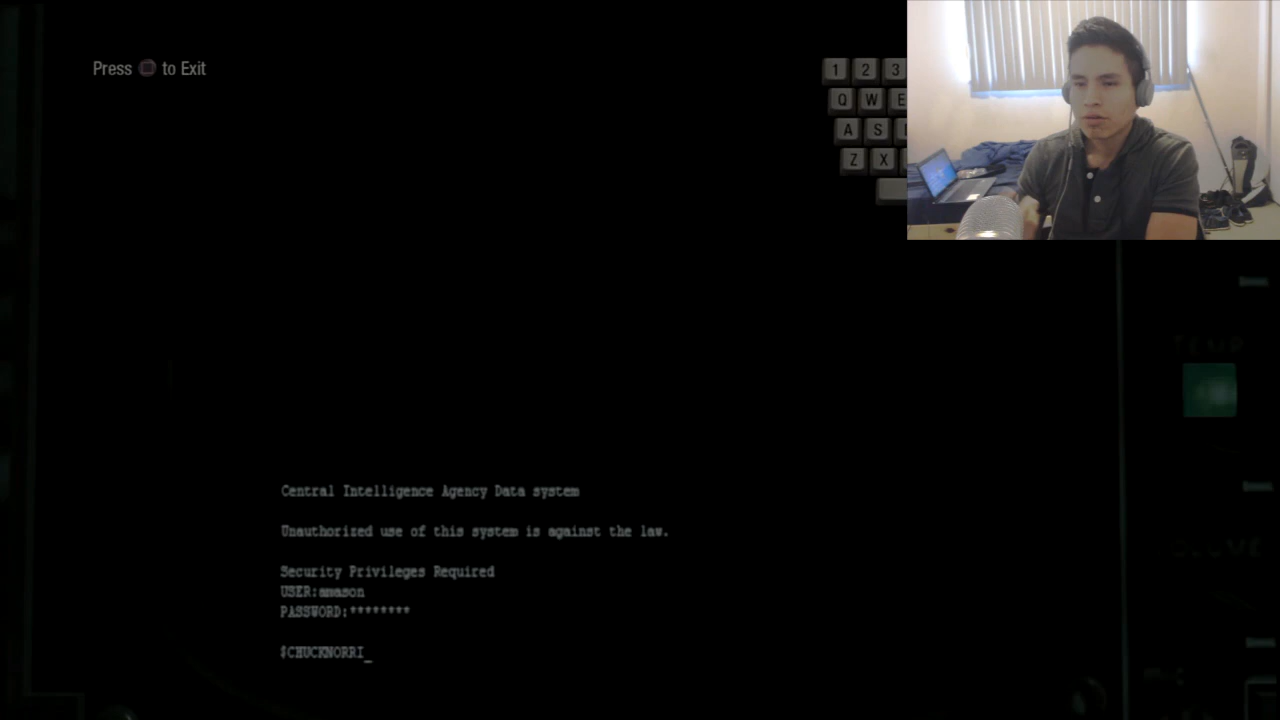 Press to Exit
1 2 3
Q W E
A S
Z X
Central Intelligence Agency Data system
Unauthorized use of this system is against the law.
Security Privileges Required
USER:amason
PASSWORD:********
$CHUCKNORRI_